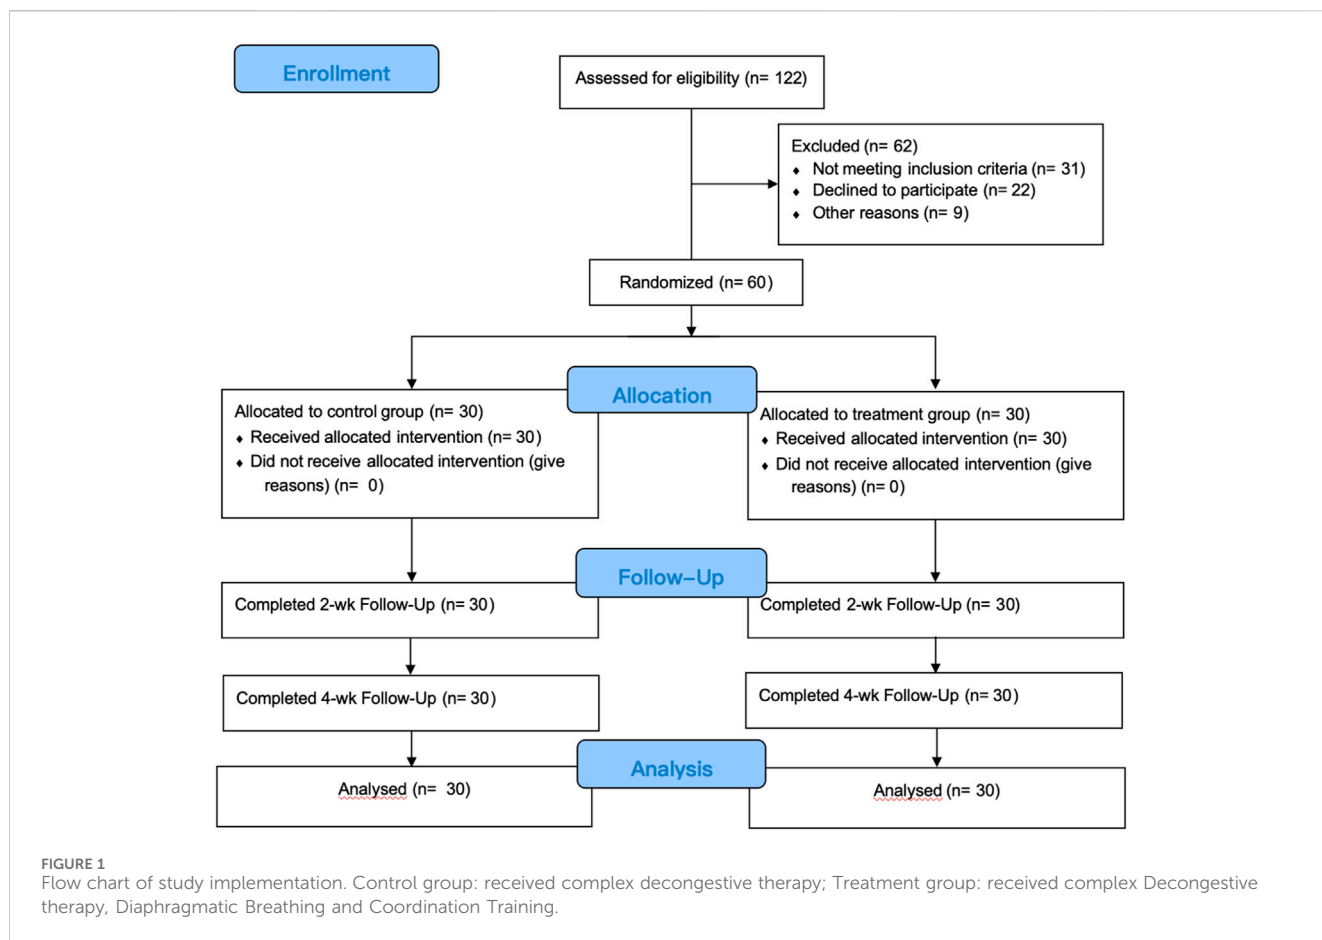 Enrollment
Assessed for eligibility (n= 122)
Excluded (n= 62)
♦ Not meeting inclusion criteria (n= 31)
♦ Declined to participate (n= 22)
♦ Other reasons (n= 9)
Randomized (n= 60)
Allocation
Allocated to control group (n= 30)
♦ Received allocated intervention (n= 30)
♦ Did not receive allocated intervention (give
reasons) (n= 0)
Allocated to treatment group (n= 30)
♦ Received allocated intervention (n= 30)
♦ Did not receive allocated intervention (give
reasons) (n= 0)
Follow-Up
Completed 2-wk Follow-Up (n= 30)
Completed 2-wk Follow-Up (n= 30)
Completed 4-wk Follow-Up (n= 30)
Completed 4-wk Follow-Up (n= 30)
Analysis
Analysed (n= 30)
Analysed (n= 30)
FIGURE 1
Flow chart of study implementation. Control group: received complex decongestive therapy; Treatment group: received complex Decongestive
therapy, Diaphragmatic Breathing and Coordination Training.